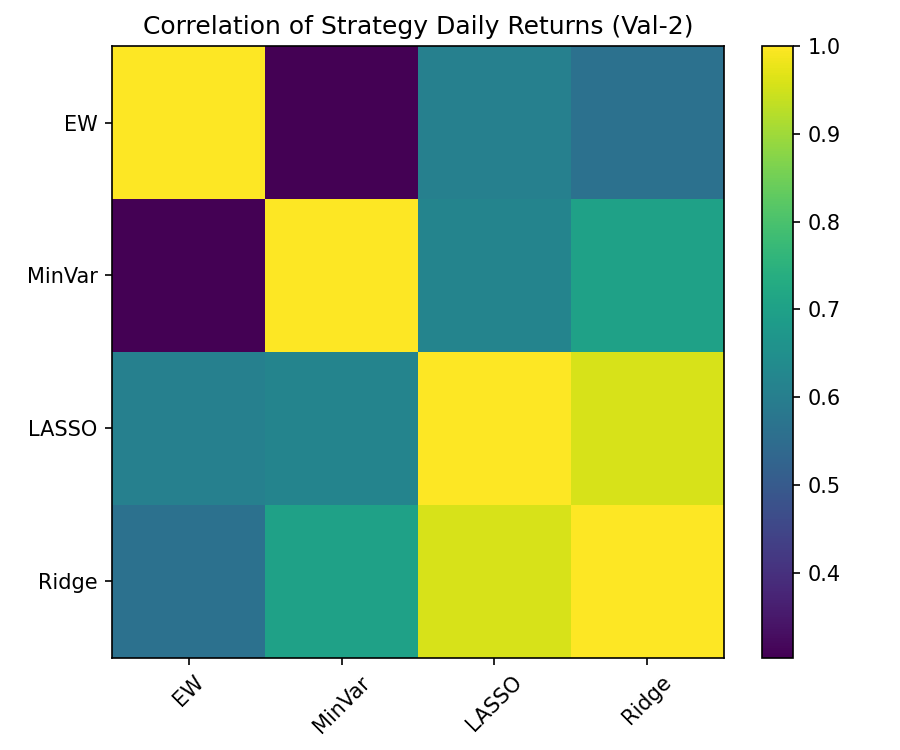 Correlation of Strategy Daily Returns (Val-2)
EW
MinVar
LASSO
Ridge
EW
MinVar
LASSO
Ridge
1.0
0.9
0.8
0.7
0.6
0.5
0.4